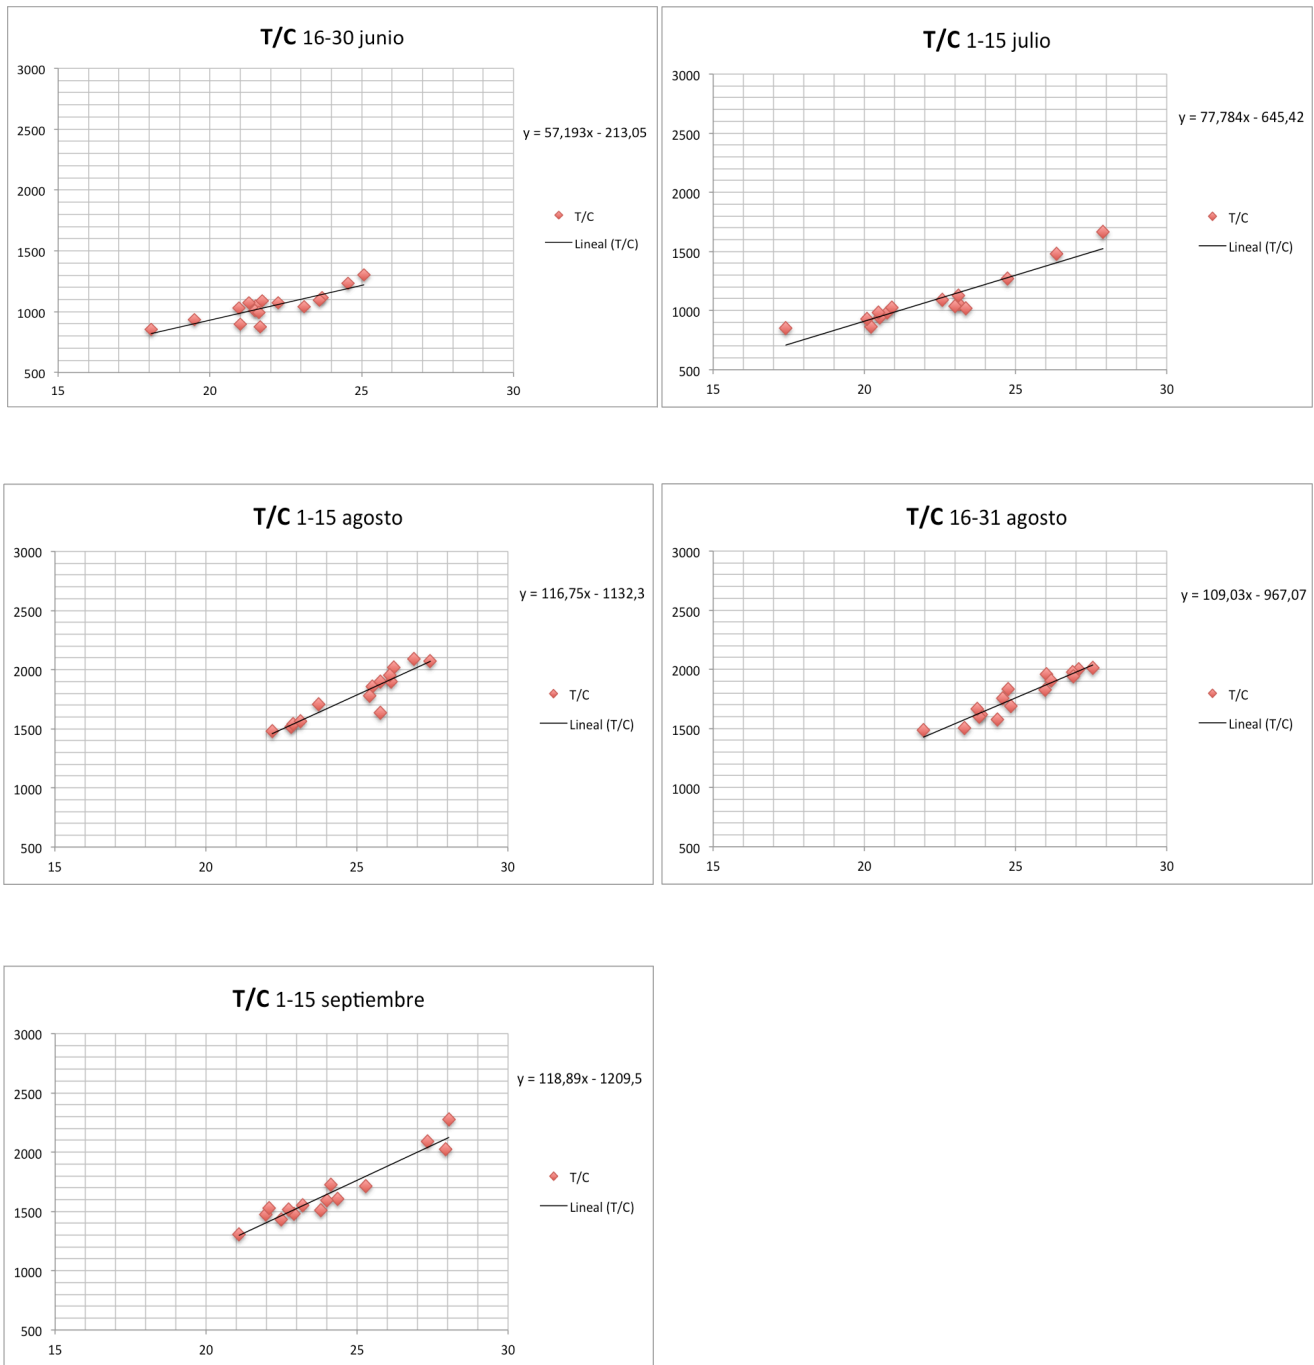 T/C 16-30 junio
3000
2500
2000
1500
1000
500
15
20
25
30
y = 57,193x - 213,05
T/C
Lineal (T/C)
T/C 1-15 julio
3000
2500
2000
1500
1000
500
15
20
25
30
y = 77,784x - 645,42
T/C
Lineal (T/C)
T/C 1-15 agosto
3000
2500
2000
1500
1000
500
15
20
25
30
y = 116,75x - 1132,3
T/C
Lineal (T/C)
T/C 16-31 agosto
3000
2500
2000
1500
1000
500
15
20
25
30
y = 109,03x - 967,07
T/C
Lineal (T/C)
T/C 1-15 septiembre
3000
2500
2000
1500
1000
500
15
20
25
30
y = 118,89x - 1209,5
T/C
Lineal (T/C)